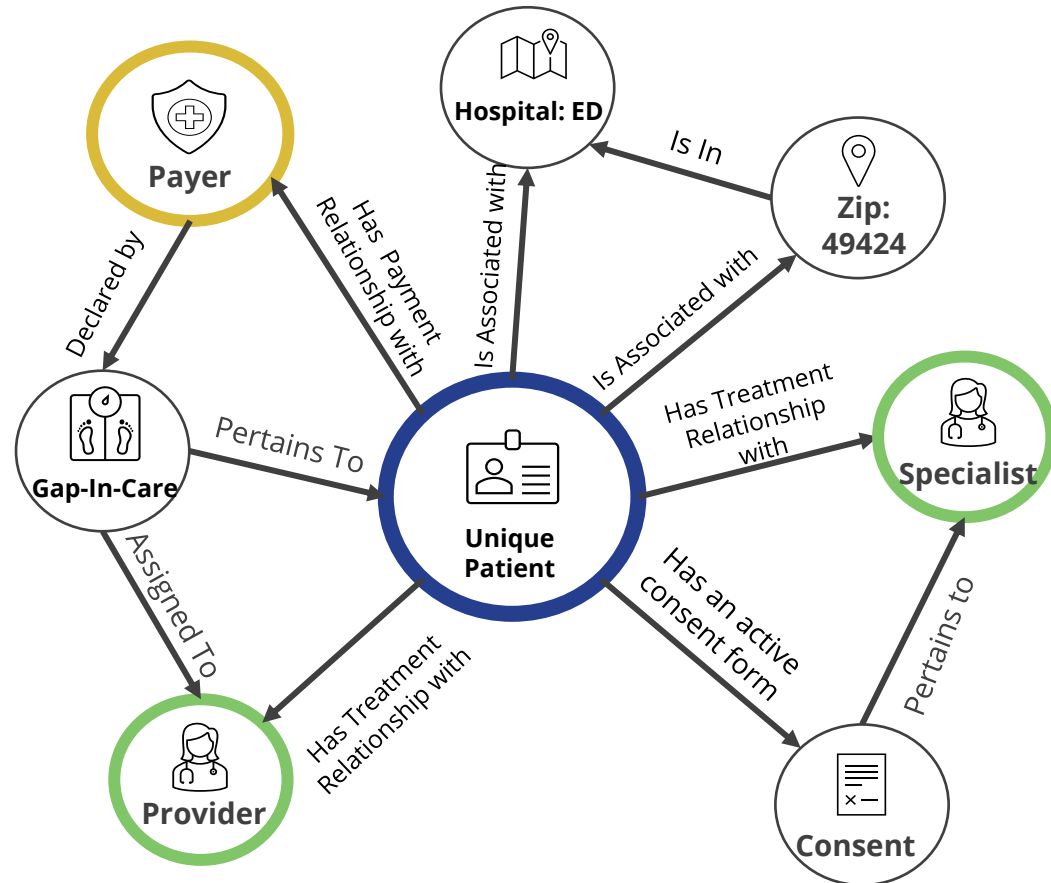 Hospital: ED
Payer
Is In
Zip:
49424
Has Payment
Relationship with
Is Associated with
Is Associated with
Declared by
Has Treatment
Relationship
with
Specialist
Pertains To
Gap-In-Care
Unique
Patient
Assigned To
Has an active
consent form
Pertains to
Has Treatment
Relationship with
Provider
Consent